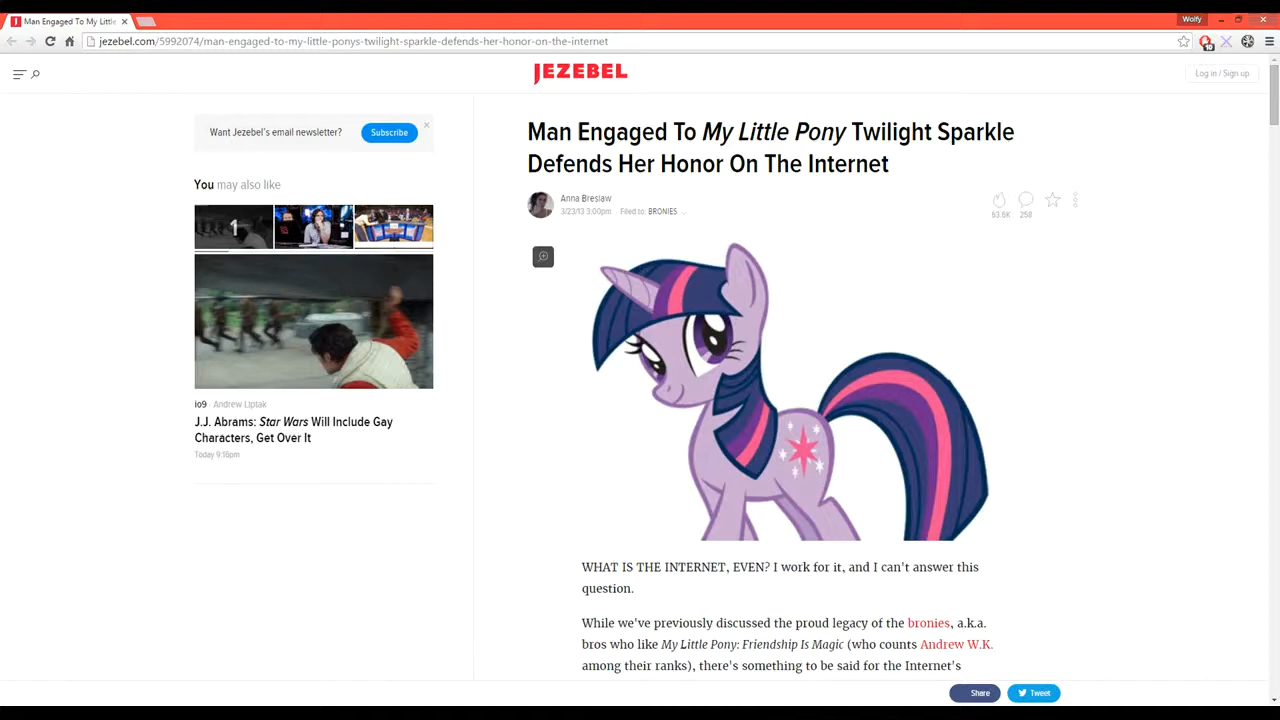 Man Engaged To My Little
Wolfy
jezebel.com/5992074/man-engaged-to-my-little-ponys-twilight-sparkle-defends-her-honor-on-the-internet
10
JEZEBEL
Log in / Sign up
Want Jezebel's email newsletter?
Subscribe
You may also like
1
io9 Andrew Liptak
J.J. Abrams: Star Wars Will Include Gay
Characters, Get Over It
Today 9:16pm
Man Engaged To My Little Pony Twilight Sparkle
Defends Her Honor On The Internet
Anna Breslaw
3/23/13 3:00pm Filed to: BRONIES
63.6K 258
WHAT IS THE INTERNET, EVEN? I work for it, and I can't answer this
question.
While we've previously discussed the proud legacy of the bronies, a.k.a.
bros who like My Little Pony: Friendship Is Magic (who counts Andrew W.K.
among their ranks), there's something to be said for the Internet's
Share
Tweet